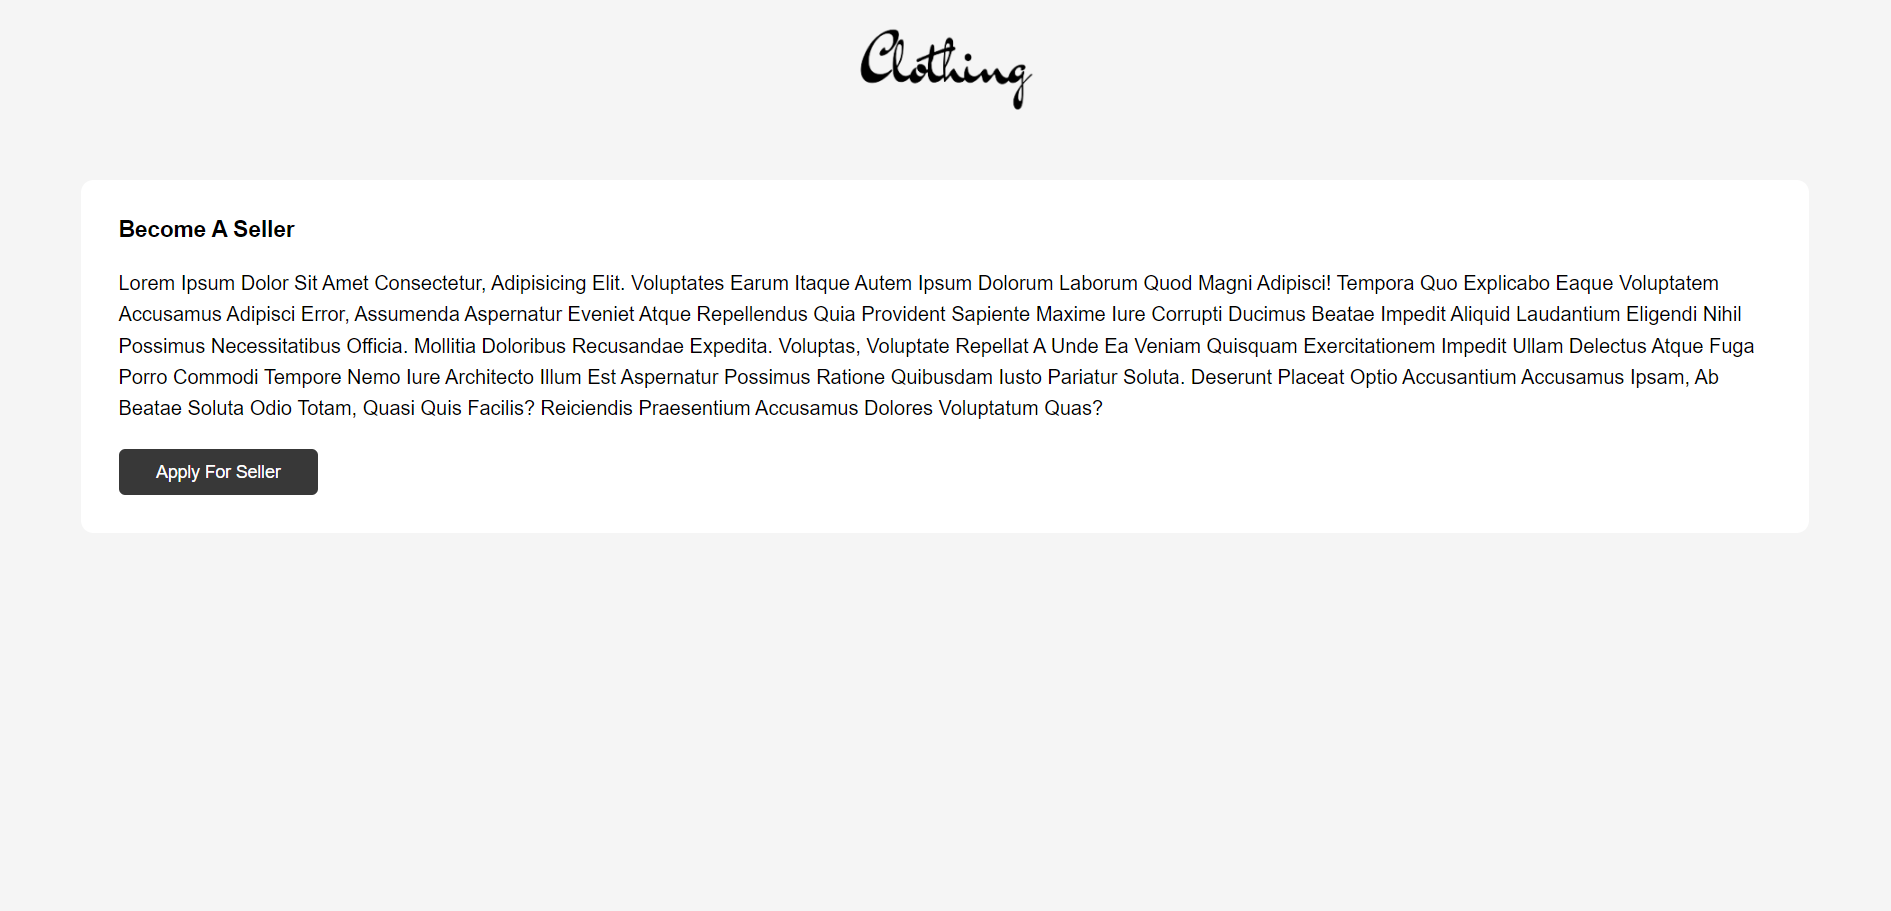 Clothing
Become A Seller
Lorem Ipsum Dolor Sit Amet Consectetur, Adipisicing Elit. Voluptates Earum Itaque Autem Ipsum Dolorum Laborum Quod Magni Adipisci! Tempora Quo Explicabo Eaque Voluptatem
Accusamus Adipisci Error, Assumenda Aspernatur Eveniet Atque Repellendus Quia Provident Sapiente Maxime Iure Corrupti Ducimus Beatae Impedit Aliquid Laudantium Eligendi Nihil
Possimus Necessitatibus Officia. Mollitia Doloribus Recusandae Expedita. Voluptas, Voluptate Repellat A Unde Ea Veniam Quisquam Exercitationem Impedit Ullam Delectus Atque Fuga
Porro Commodi Tempore Nemo Iure Architecto Illum Est Aspernatur Possimus Ratione Quibusdam Iusto Pariatur Soluta. Deserunt Placeat Optio Accusantium Accusamus Ipsam, Ab
Beatae Soluta Odio Totam, Quasi Quis Facilis? Reiciendis Praesentium Accusamus Dolores Voluptatum Quas?
Apply For Seller